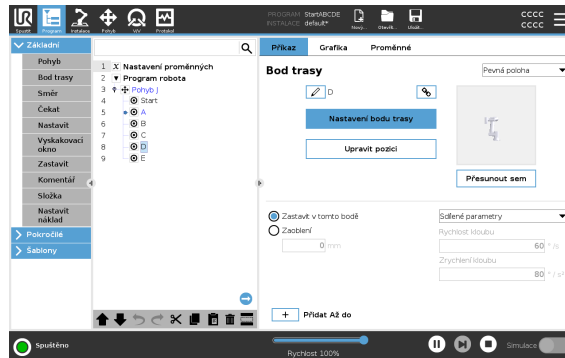 UR
Spustit Program Instalace Pohyb V/V Protokol
PROGRAM StartABCDE
INSTALACE default*
Nový... Otevřít... Uložit...
CCCC
CCCC
Základní
Pohyb
Bod trasy
Směr
Čekat
Nastavit
Vyskakovací
okno
Zastavit
Komentář
Složka
Nastavit
náklad
Pokročilé
Šablony
1 X Nastavení proměnných
2 Program robota
3 Pohyb J
4 Start
5 A
6 B
7 C
8 D
9 E
Příkaz Grafika Proměnné
Bod trasy
Pevná poloha
D
Nastavení bodu trasy
Upravit pozici
Přesunout sem
Zastavit v tomto bodě
Zaoblení
0 mm
Sdílené parametry
Rychlost kloubu
60 °/s
Zrychlení kloubu
80 °/s²
+ Přidat Až do
Spuštěno
Rychlost 100%
Simulace